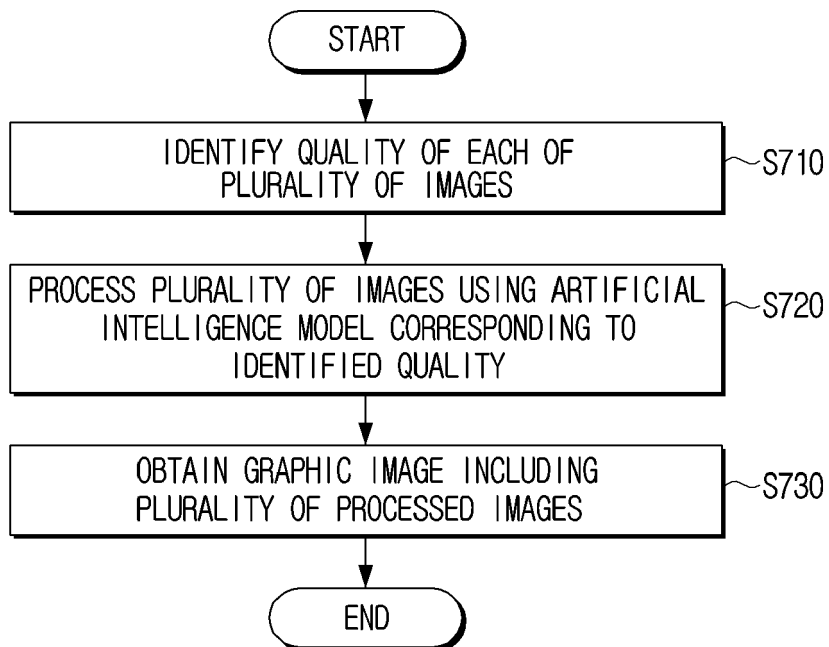 START
IDENTIFY QUALITY OF EACH OF
PLURALITY OF IMAGES
S710
PROCESS PLURALITY OF IMAGES USING ARTIFICIAL
INTELLIGENCE MODEL CORRESPONDING TO
IDENTIFIED QUALITY
S720
OBTAIN GRAPHIC IMAGE INCLUDING
PLURALITY OF PROCESSED IMAGES
S730
END